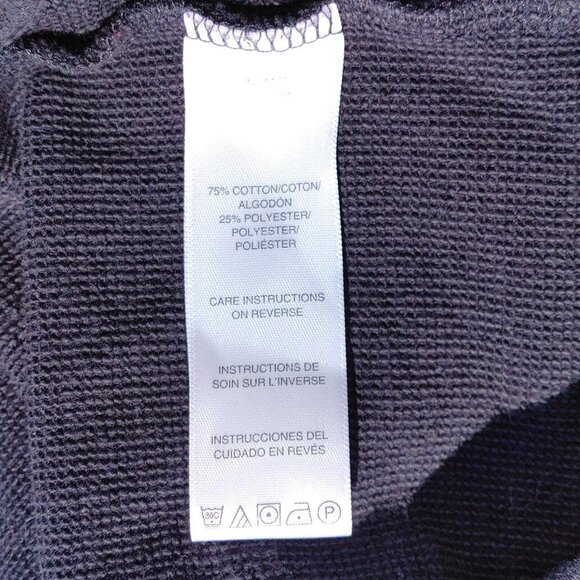 75% COTTON/COTON/
ALGODÓN
25% POLYESTER/
POLYESTER/
POLIÉSTER
CARE INSTRUCTIONS
ON REVERSE
INSTRUCTIONS DE
SOIN SUR L'INVERSE
INSTRUCCIONES DEL
CUIDADO EN REVÉS
30C P